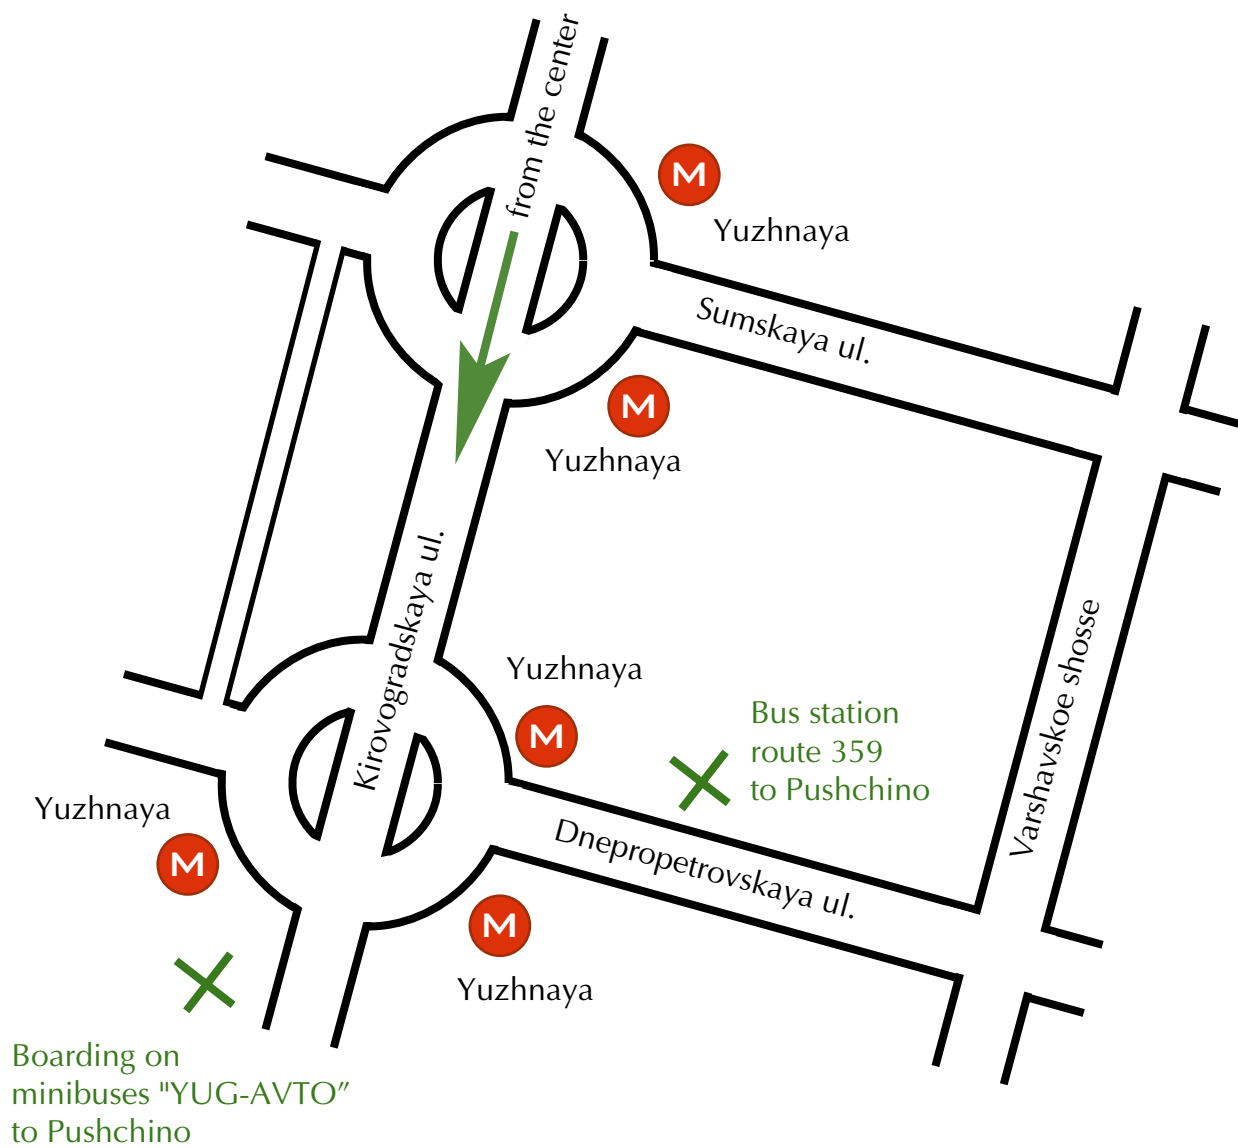 from the center
M
Yuzhnaya
Sumskaya ul.
M
Yuzhnaya
Kirovogradskaya ul.
Varshavskoe shosse
Yuzhnaya
M
Bus station
route 359
to Pushchino
Yuzhnaya
M
Dnepropetrovskaya ul.
M
Yuzhnaya
Boarding on
minibuses "YUG-AVTO”
to Pushchino